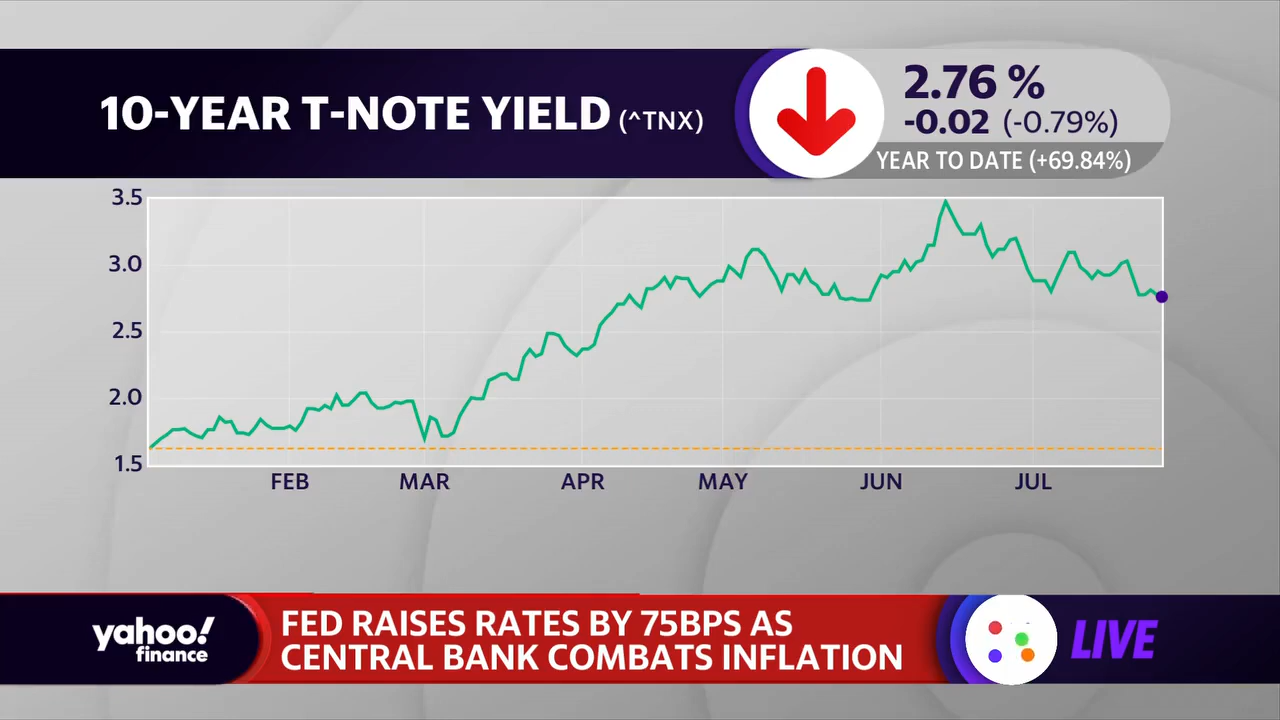 10-YEAR T-NOTE YIELD (^TNX)
2.76 %
-0.02 (-0.79%)
YEAR TO DATE (+69.84%)
3.5
3.0
2.5
2.0
1.5
FEB MAR APR MAY JUN JUL
yahoo!
finance
FED RAISES RATES BY 75BPS AS
CENTRAL BANK COMBATS INFLATION
LIVE